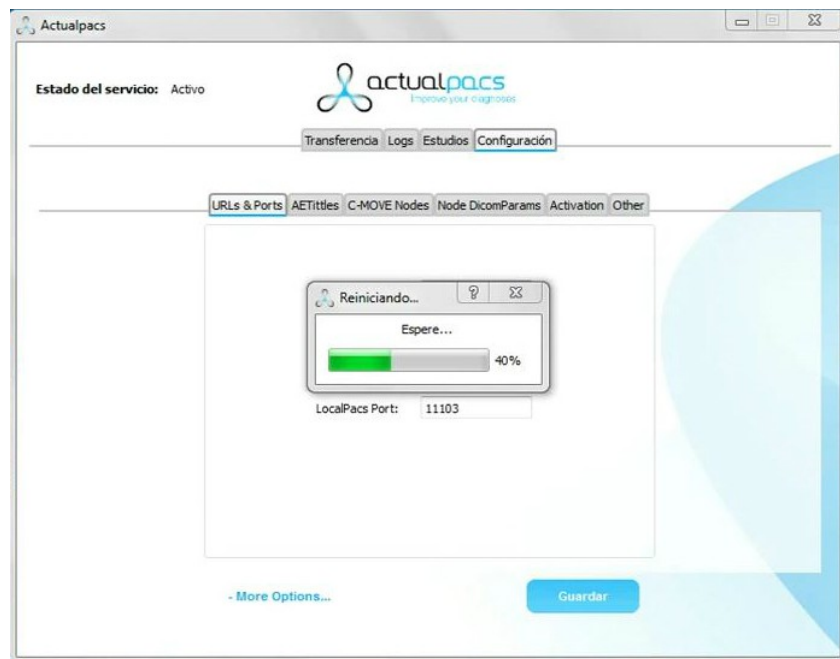 Actualpacs
Estado del servicio: Activo
actualpacs
Improve your diagnoses
Transferencia Logs Estudios Configuración
URLs & Ports AETittles C-MOVE Nodes Node DicomParams Activation Other
Reiniciando...
Espere...
40%
LocalPacs Port: 11103
- More Options...
Guardar